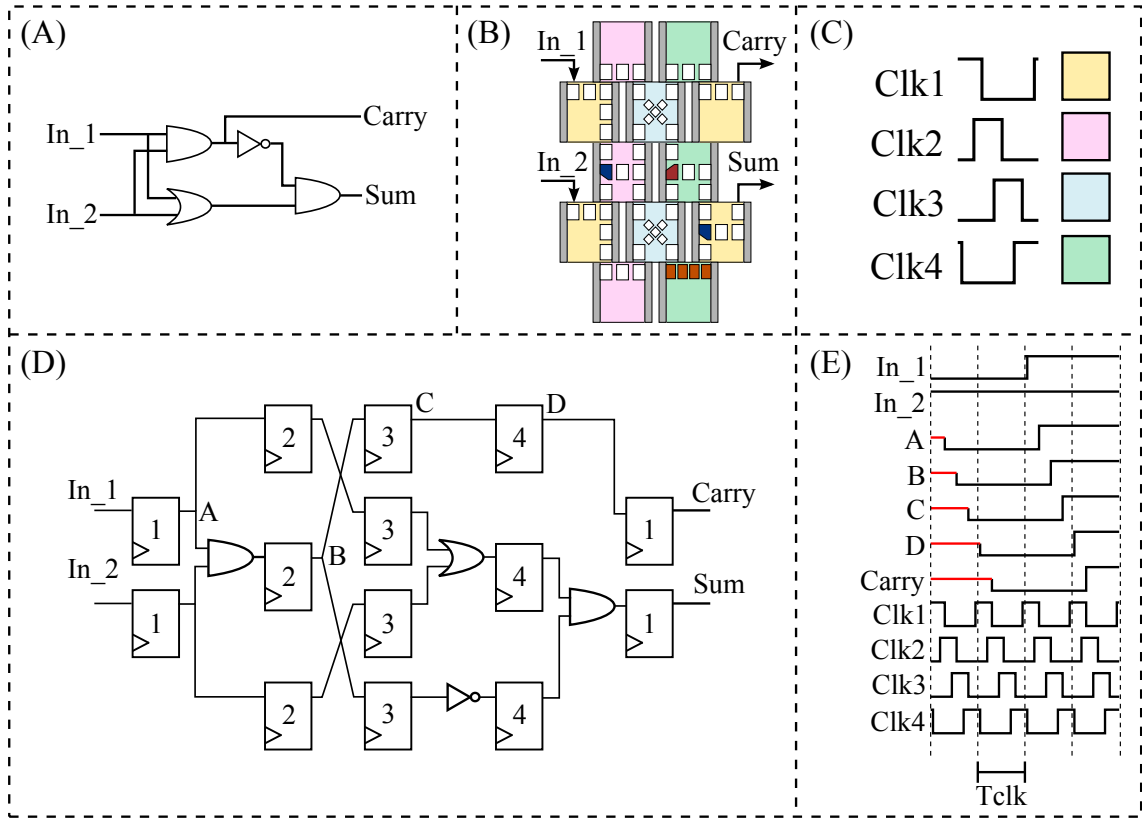 (A)
In_1
In_2
Carry
Sum
(B)
In_1
Carry
In_2
Sum
(C)
Clk1
Clk2
Clk3
Clk4
(D)
In_1
In_2
1
1
A
2
2
2
B
3
3
3
3
C
4
4
4
D
1
1
Carry
Sum
(E)
In_1
In_2
A
B
C
D
Carry
Clk1
Clk2
Clk3
Clk4
Tclk